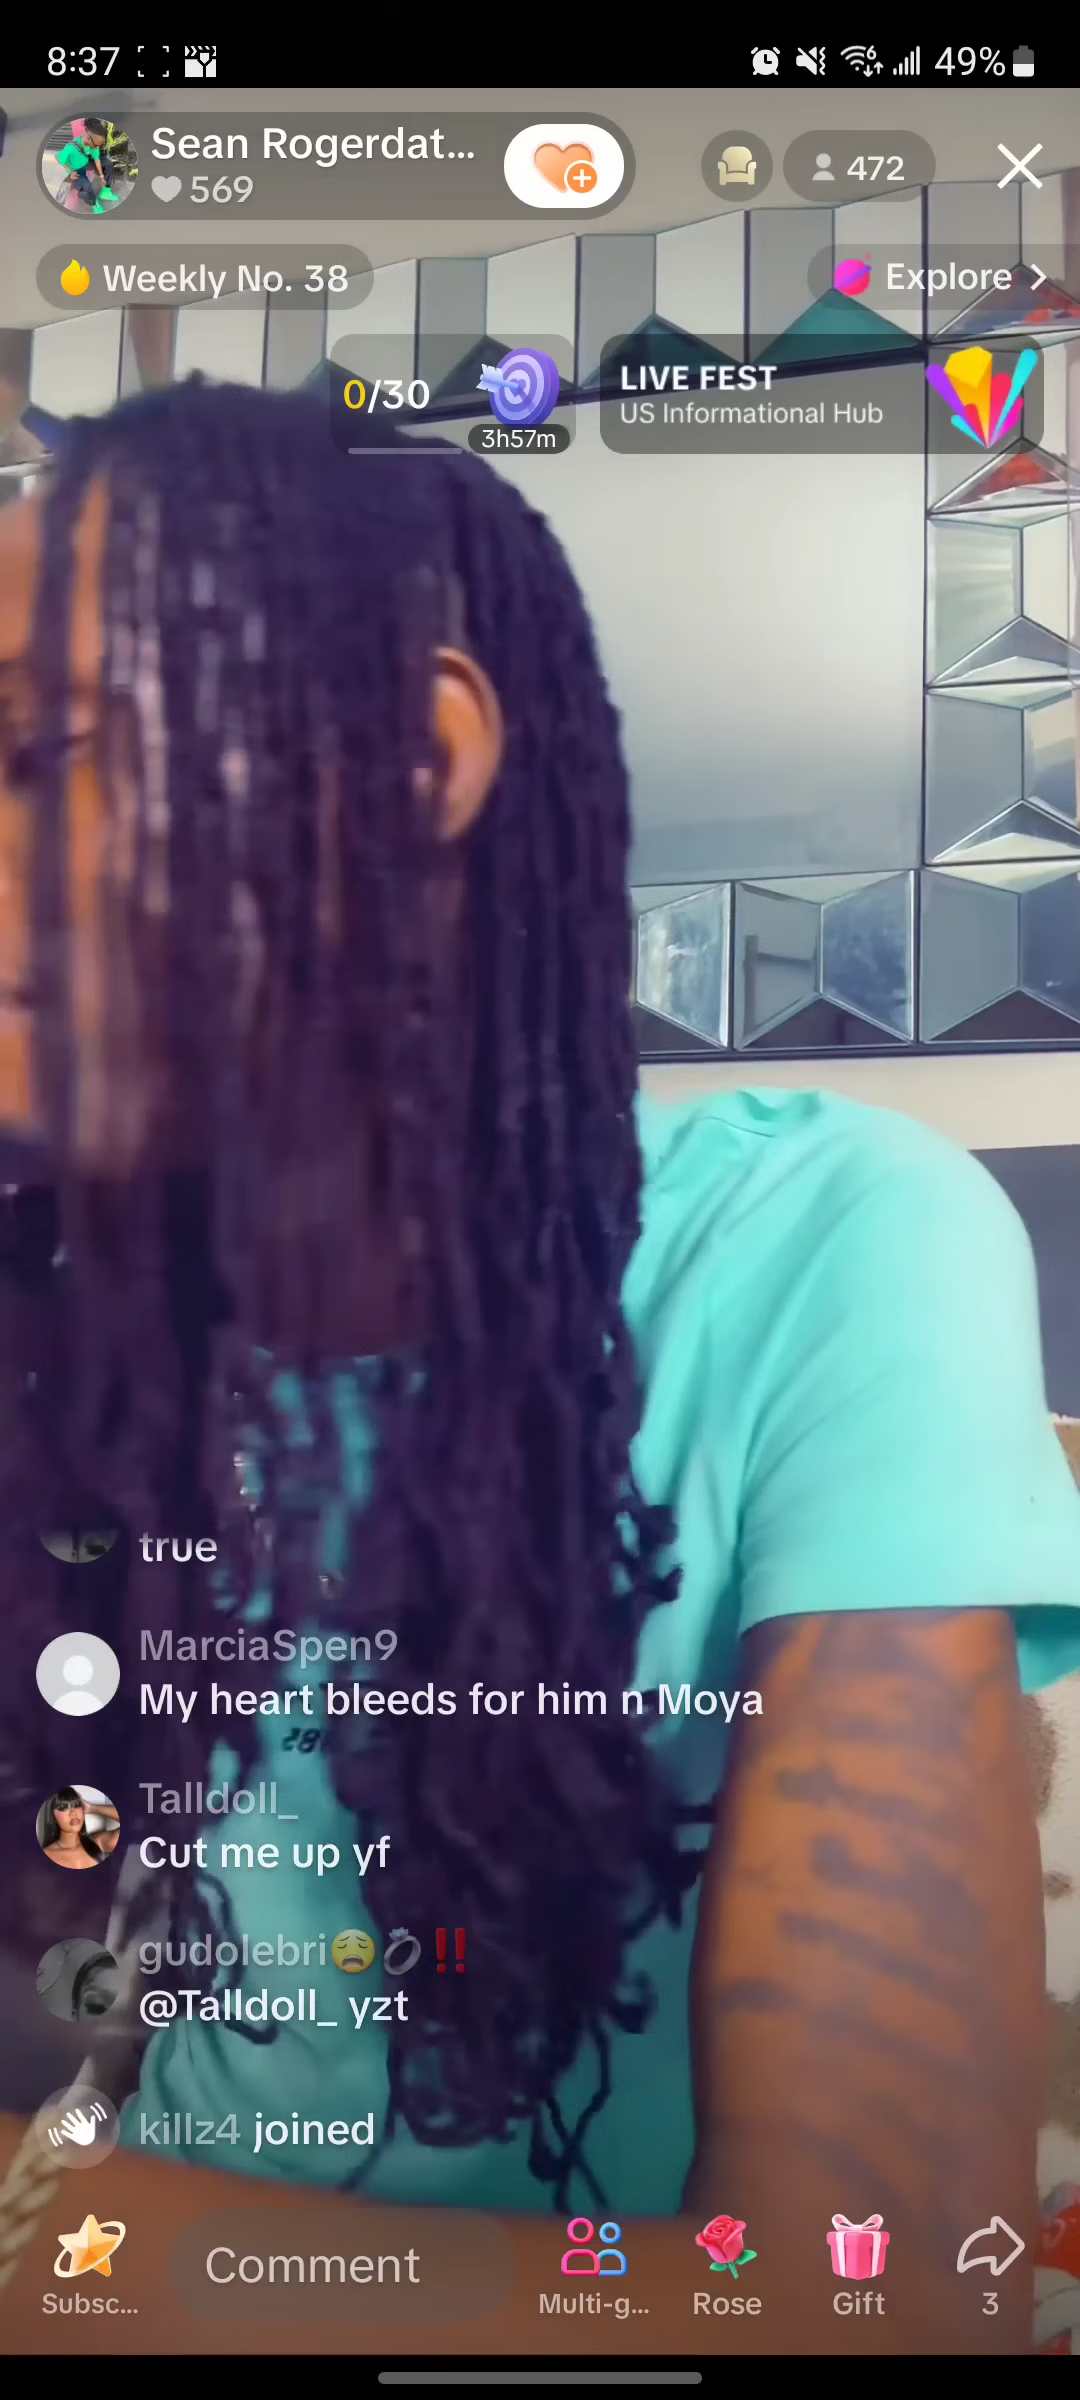 8:37
49%
Sean Rogerdat...
569
472
Weekly No. 38
Explore
0/30
3h57m
LIVE FEST
US Informational Hub
true
MarciaSpen9
My heart bleeds for him n Moya
Talldoll_
Cut me up yf
gudolebri😩💍‼️
@Talldoll_ yzt
killz4 joined
Comment
Subsc...
Multi-g...
Rose
Gift
3